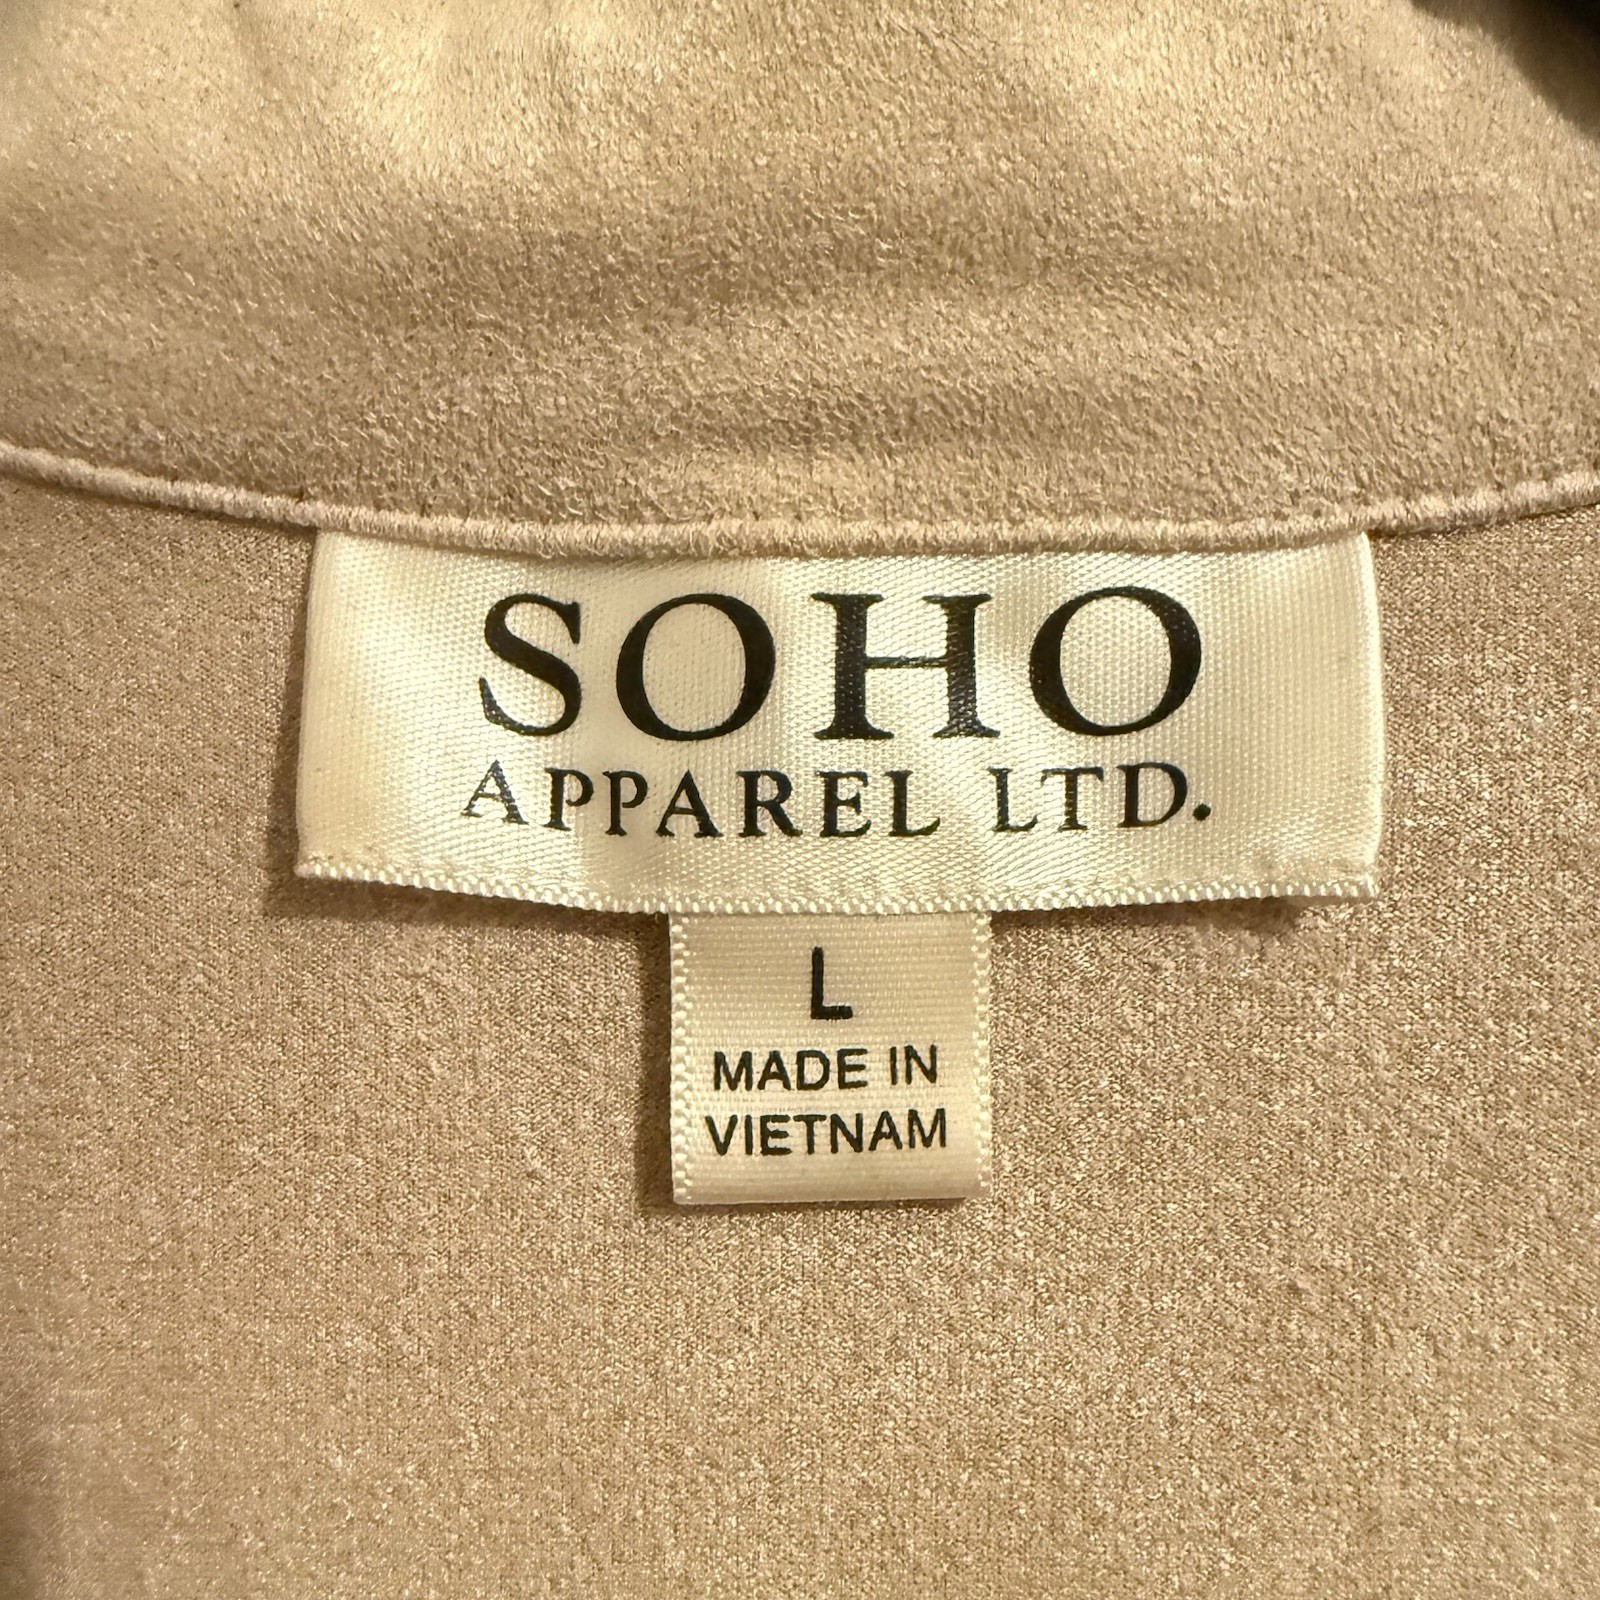 SOHO
APPAREL LTD.
L
MADE IN
VIETNAM